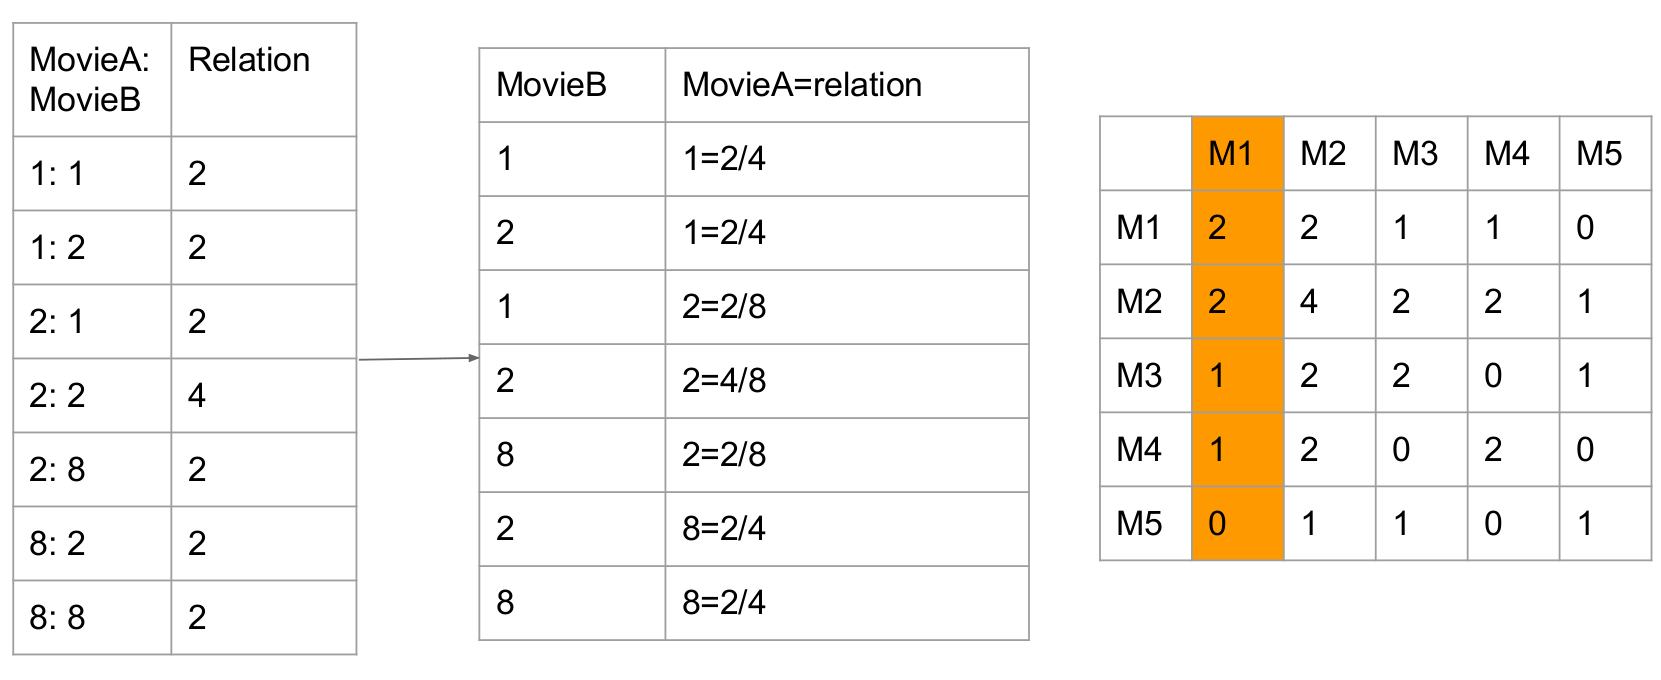 MovieA: Relation
MovieB
1: 1 2
1: 2 2
2: 1 2
2: 2 4
2: 8 2
8: 2 2
8: 8 2
MovieB MovieA=relation
1 1=2/4
2 1=2/4
1 2=2/8
2 2=4/8
8 2=2/8
2 8=2/4
8 8=2/4
M1 M2 M3 M4 M5
M1 2 2 1 1 0
M2 2 4 2 2 1
M3 1 2 2 0 1
M4 1 2 0 2 0
M5 0 1 1 0 1